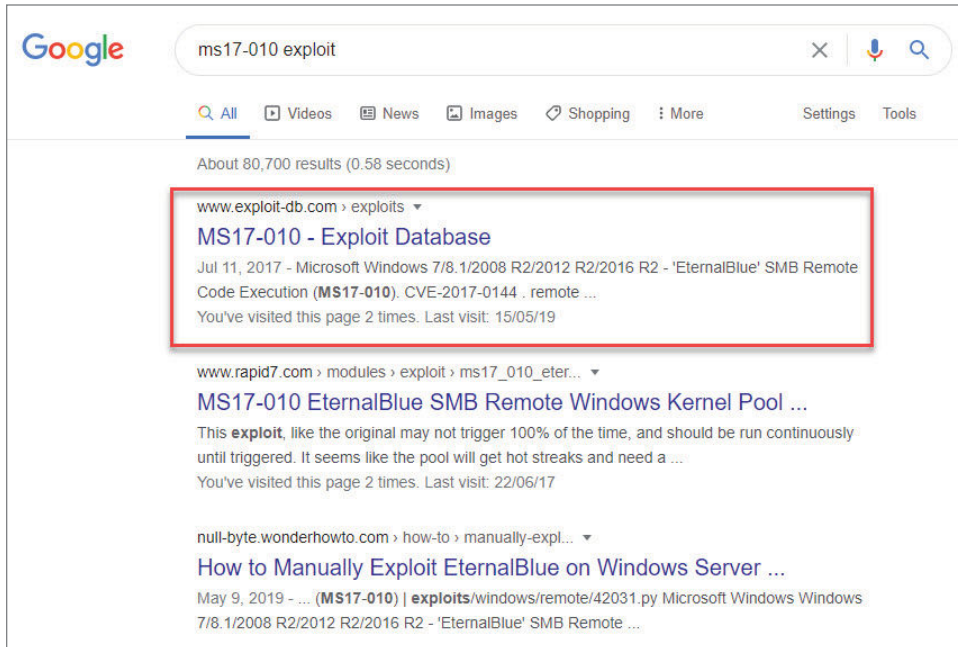 Google
ms17-010 exploit
All Videos News Images Shopping More Settings Tools
About 80,700 results (0.58 seconds)
www.exploit-db.com › exploits
MS17-010 - Exploit Database
Jul 11, 2017 - Microsoft Windows 7/8.1/2008 R2/2012 R2/2016 R2 - 'EternalBlue' SMB Remote
Code Execution (MS17-010). CVE-2017-0144 . remote ...
You've visited this page 2 times. Last visit: 15/05/19
www.rapid7.com › modules › exploit › ms17_010_eter...
MS17-010 EternalBlue SMB Remote Windows Kernel Pool ...
This exploit, like the original may not trigger 100% of the time, and should be run continuously
until triggered. It seems like the pool will get hot streaks and need a ...
You've visited this page 2 times. Last visit: 22/06/17
null-byte.wonderhowto.com › how-to › manually-expl...
How to Manually Exploit EternalBlue on Windows Server ...
May 9, 2019 - ... (MS17-010) | exploits/windows/remote/42031.py Microsoft Windows Windows
7/8.1/2008 R2/2012 R2/2016 R2 - 'EternalBlue' SMB Remote ...